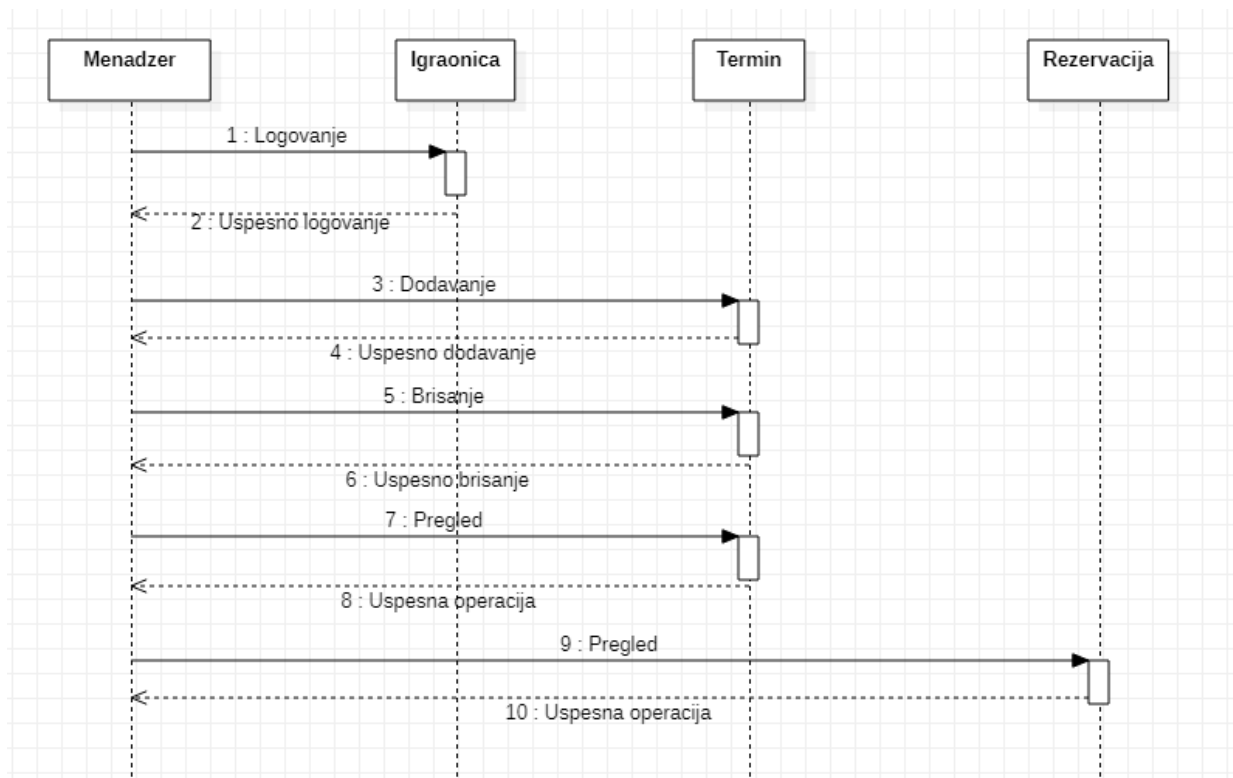 Menadzer
Igraonica
Termin
Rezervacija
1 : Logovanje
2 : Uspesno logovanje
3 : Dodavanje
4 : Uspesno dodavanje
5 : Brisanje
6 : Uspesno brisanje
7 : Pregled
8 : Uspesna operacija
9 : Pregled
10 : Uspesna operacija